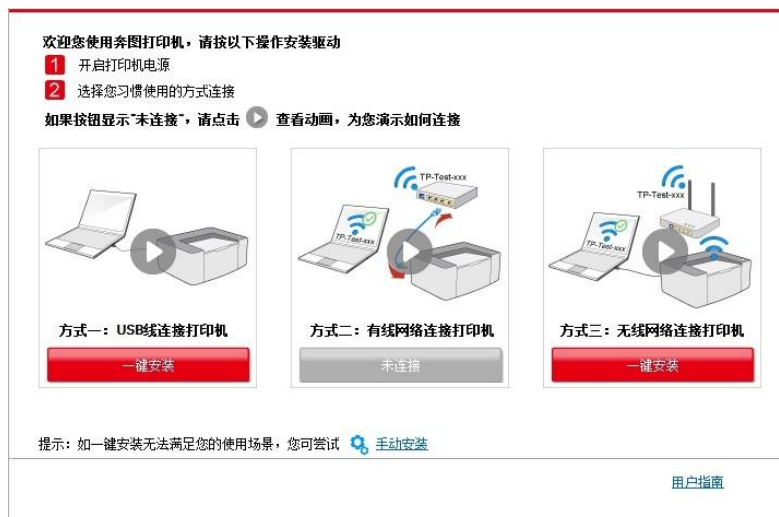 欢迎您使用奔图打印机，请按以下操作安装驱动
1 开启打印机电源
2 选择您习惯使用的方式连接
如果按钮显示"未连接"，请点击 查看动画，为您演示如何连接
TP-Test-xxx
TP-Test-xxx
TP-Test-xxx
TP-Test-xxx
方式一：USB线连接打印机
方式二：有线网络连接打印机
方式三：无线网络连接打印机
一键安装
未连接
一键安装
提示：如一键安装无法满足您的使用场景，您可尝试 手动安装
用户指南